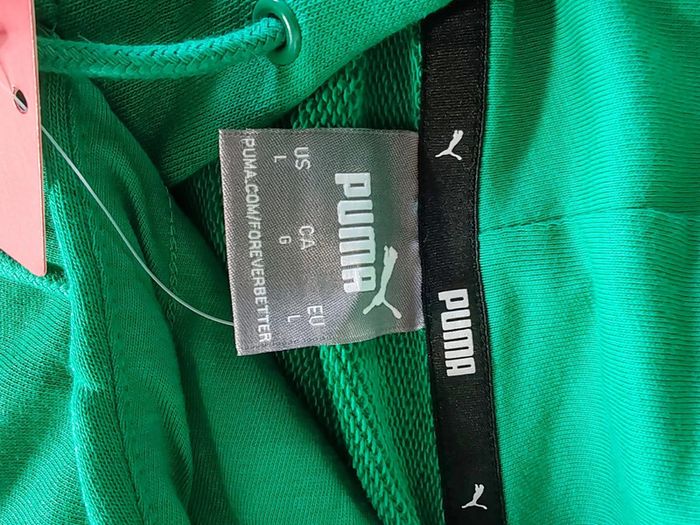 PUMA
US CA EU
L G L
PUMA.COM/FOREVERBETTER
PUMA